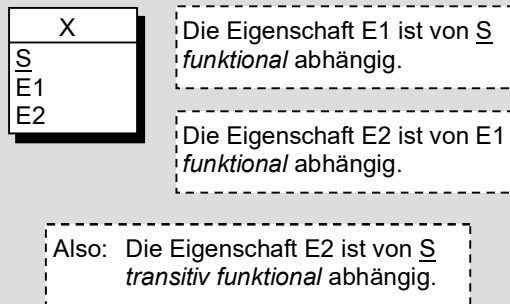 X
S
E1
E2
Die Eigenschaft E1 ist von S
funktional abhängig.
Die Eigenschaft E2 ist von E1
funktional abhängig.
Also: Die Eigenschaft E2 ist von S
transitiv funktional abhängig.